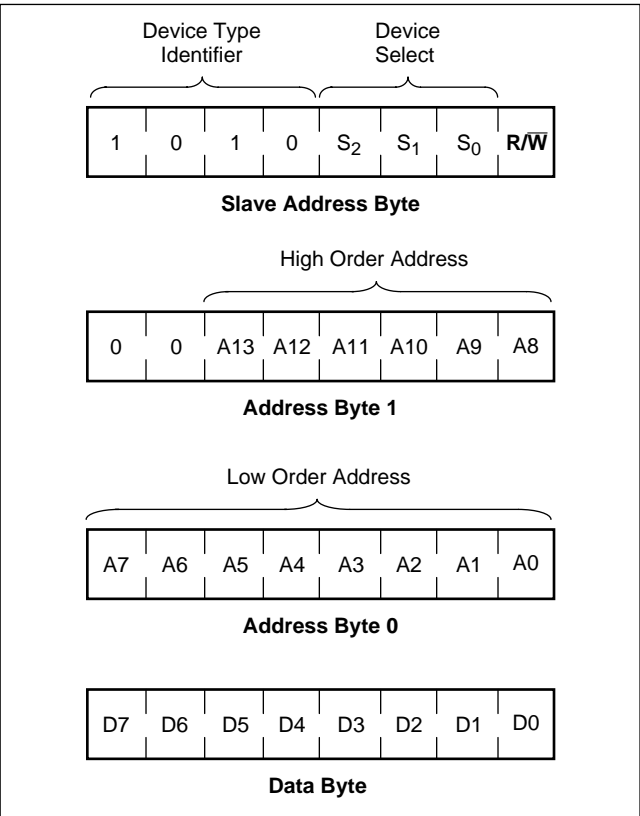 Device Type Identifier
Device Select
1 0 1 0 S2 S1 S0 R/W̅
Slave Address Byte
High Order Address
0 0 A13 A12 A11 A10 A9 A8
Address Byte 1
Low Order Address
A7 A6 A5 A4 A3 A2 A1 A0
Address Byte 0
D7 D6 D5 D4 D3 D2 D1 D0
Data Byte